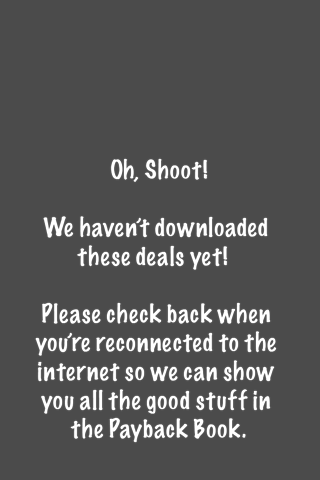 Oh, Shoot!
We haven't downloaded
these deals yet!
Please check back when
you're reconnected to the
internet so we can show
you all the good stuff in
the Payback Book.